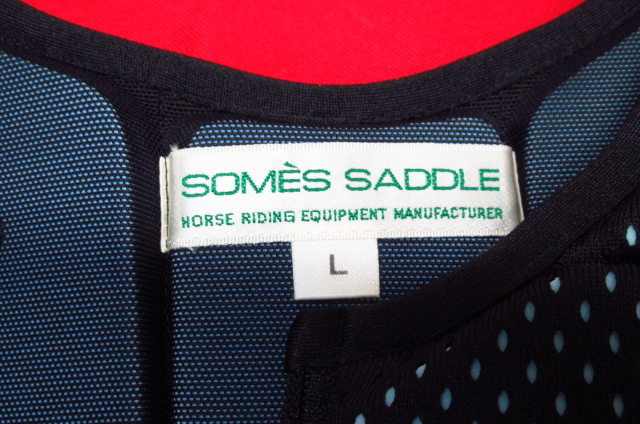 SOMÈS SADDLE
HORSE RIDING EQUIPMENT MANUFACTURER
L